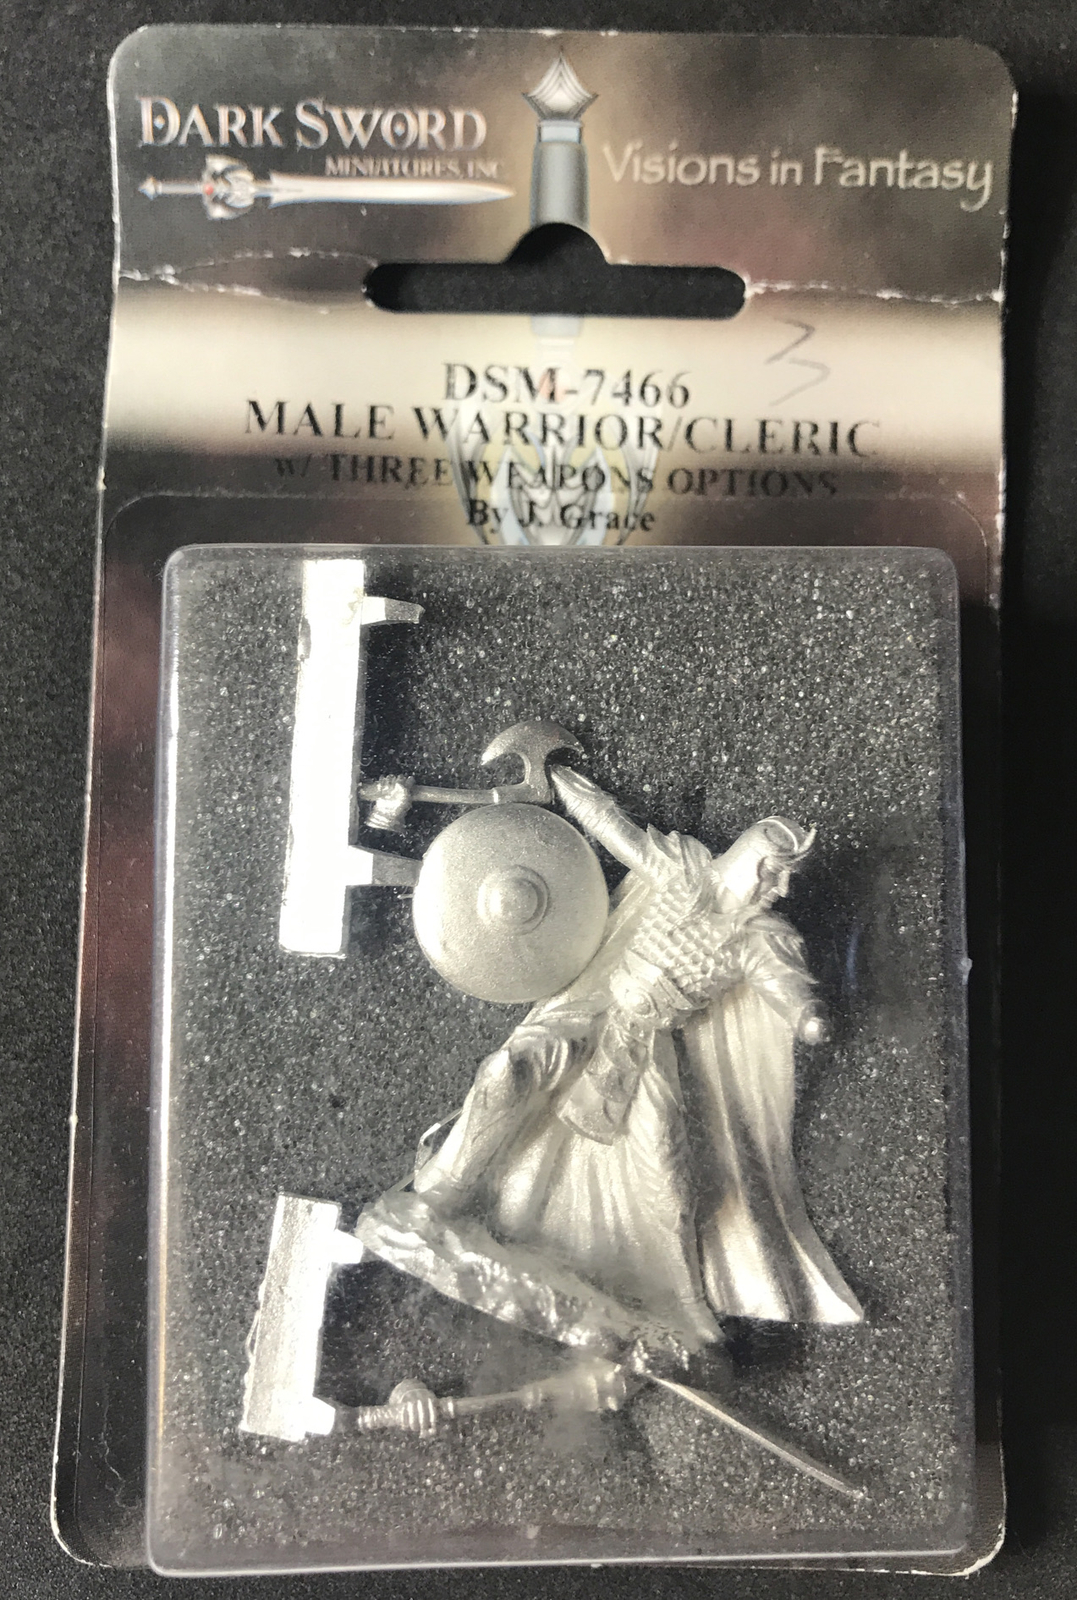 DARK SWORD
MINIATURES, INC
Visions in Fantasy
3
DSM-7466
MALE WARRIOR/CLERIC
W/ THREE WEAPONS OPTIONS
By J. Grace